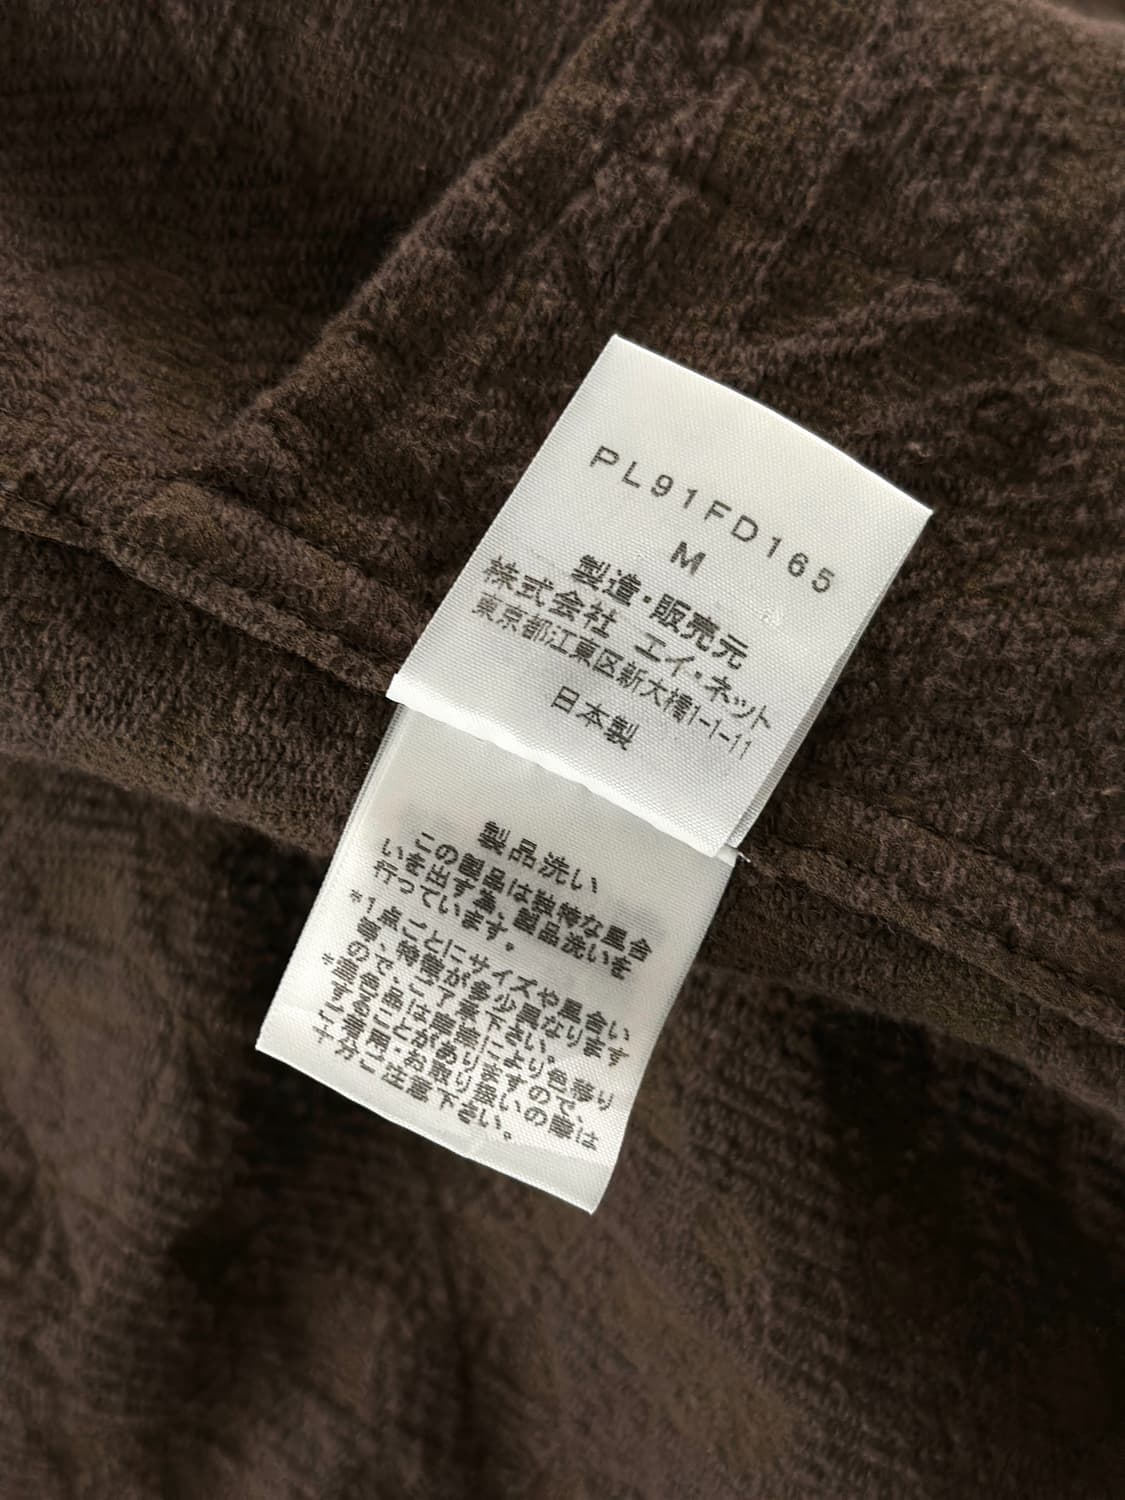 PL91FD165
M
製造・販売元
株式会社 エイ・ネット
東京都江東区新大橋1-1-11
日本製
製品洗い
この製品は独特な風合
いを出す為、製品洗いを
行っています。
*1点ごとにサイズや風合い
等、特徴が多少異なります
ので、ご了承下さい。
*濃色品は摩擦により色落ち
することがありますので、
ご着用・お取り扱いの際は
十分ご注意下さい。